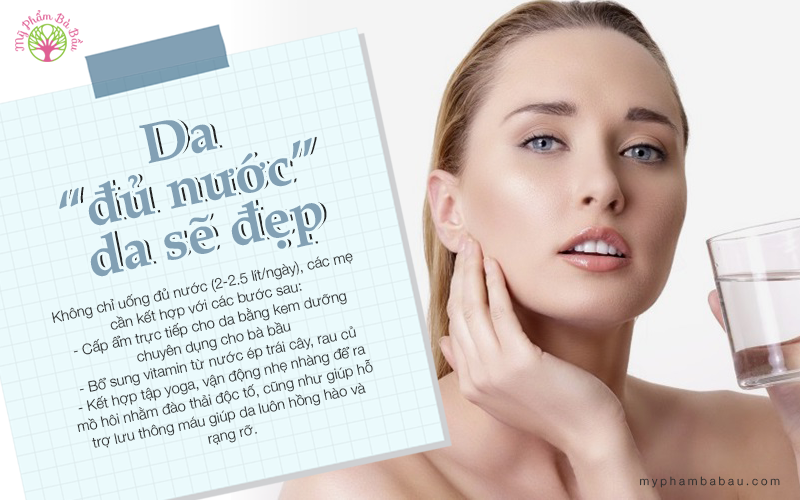 Mỹ Phẩm Bà Bầu
Da
“đủ nước”
da sẽ đẹp
Không chỉ uống đủ nước (2-2.5 lít/ngày), các mẹ
cần kết hợp với các bước sau:
- Cấp ẩm trực tiếp cho da bằng kem dưỡng
chuyên dụng cho bà bầu
- Bổ sung vitamin từ nước ép trái cây, rau củ
- Kết hợp tập yoga, vận động nhẹ nhàng để ra
mồ hôi nhằm đào thải độc tố, cũng như giúp hỗ
trợ lưu thông máu giúp da luôn hồng hào và
rạng rỡ.
myphambabau.com